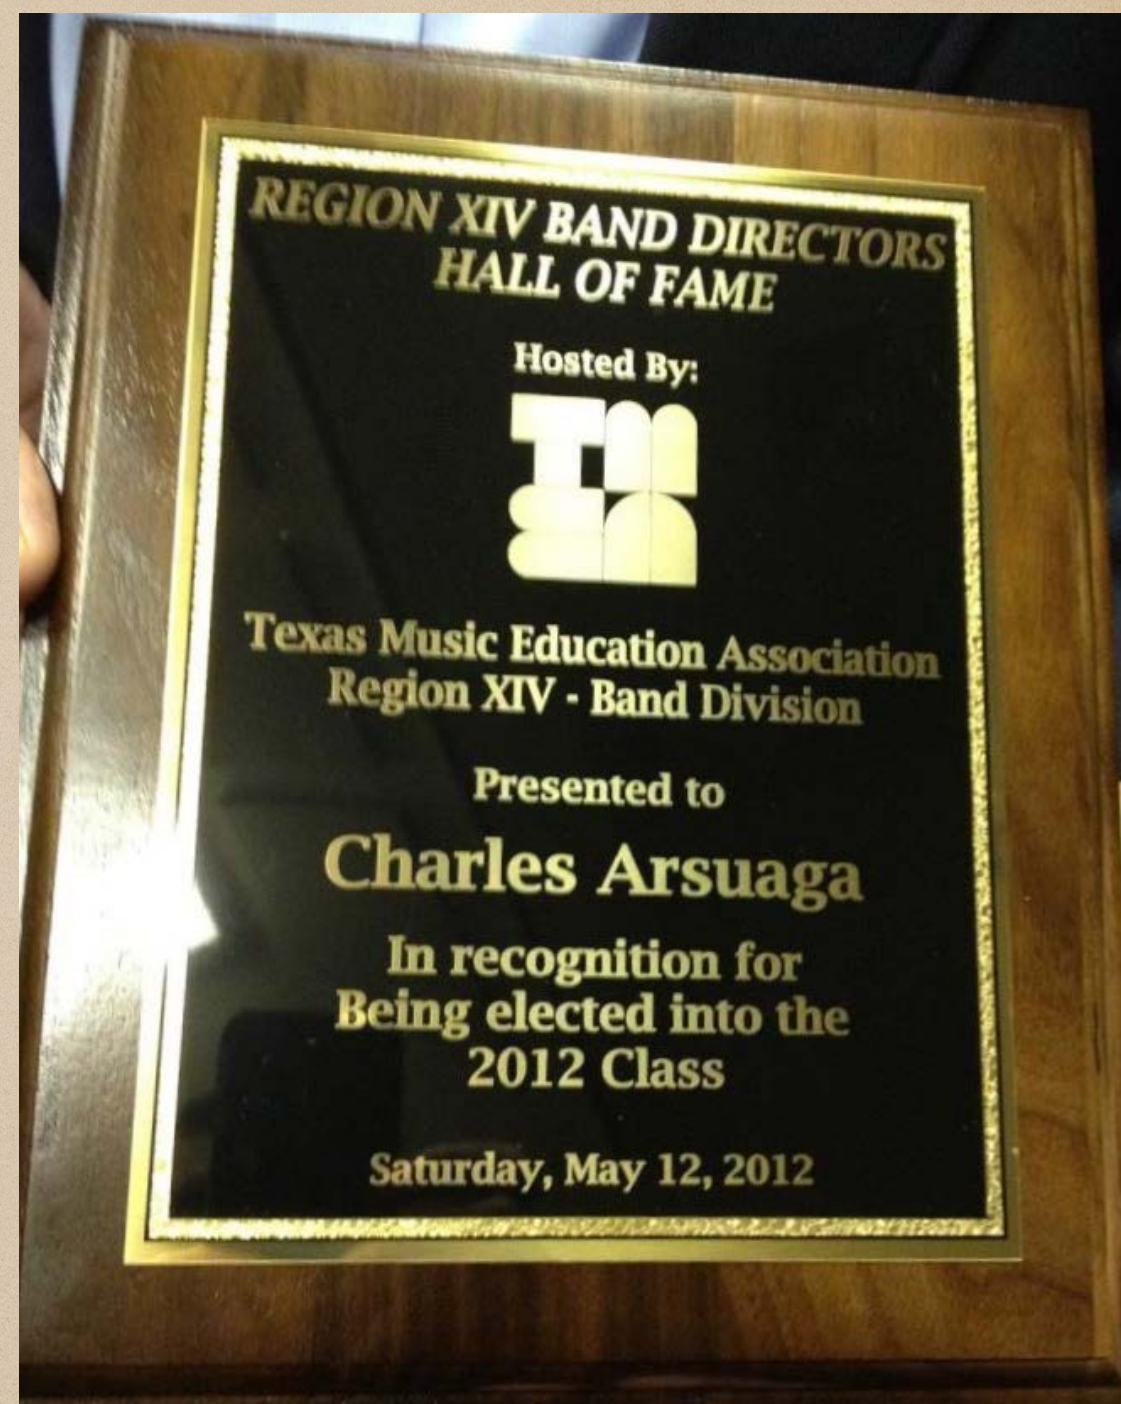 REGION XIV BAND DIRECTORS
HALL OF FAME
Hosted By:
TMEA
Texas Music Education Association
Region XIV - Band Division
Presented to
Charles Arsuaga
In recognition for
Being elected into the
2012 Class
Saturday, May 12, 2012